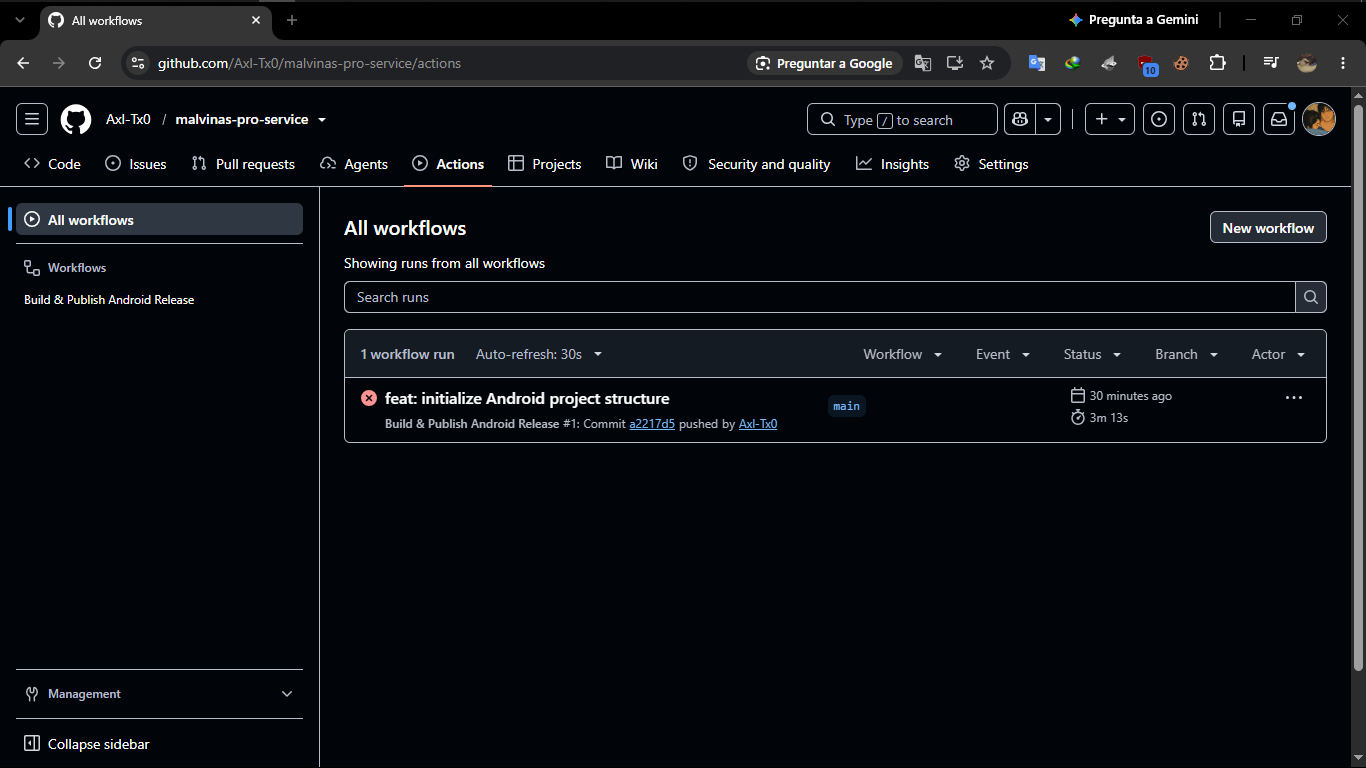 All workflows
Pregunta a Gemini
github.com/Axl-Tx0/malvinas-pro-service/actions
Preguntar a Google
10
Axl-Tx0 / malvinas-pro-service
Type / to search
Code Issues Pull requests Agents Actions Projects Wiki Security and quality Insights Settings
All workflows
Workflows
Build & Publish Android Release
Management
Collapse sidebar
All workflows
New workflow
Showing runs from all workflows
Search runs
1 workflow run Auto-refresh: 30s Workflow Event Status Branch Actor
feat: initialize Android project structure
Build & Publish Android Release #1: Commit a2217d5 pushed by Axl-Tx0
main
30 minutes ago
3m 13s